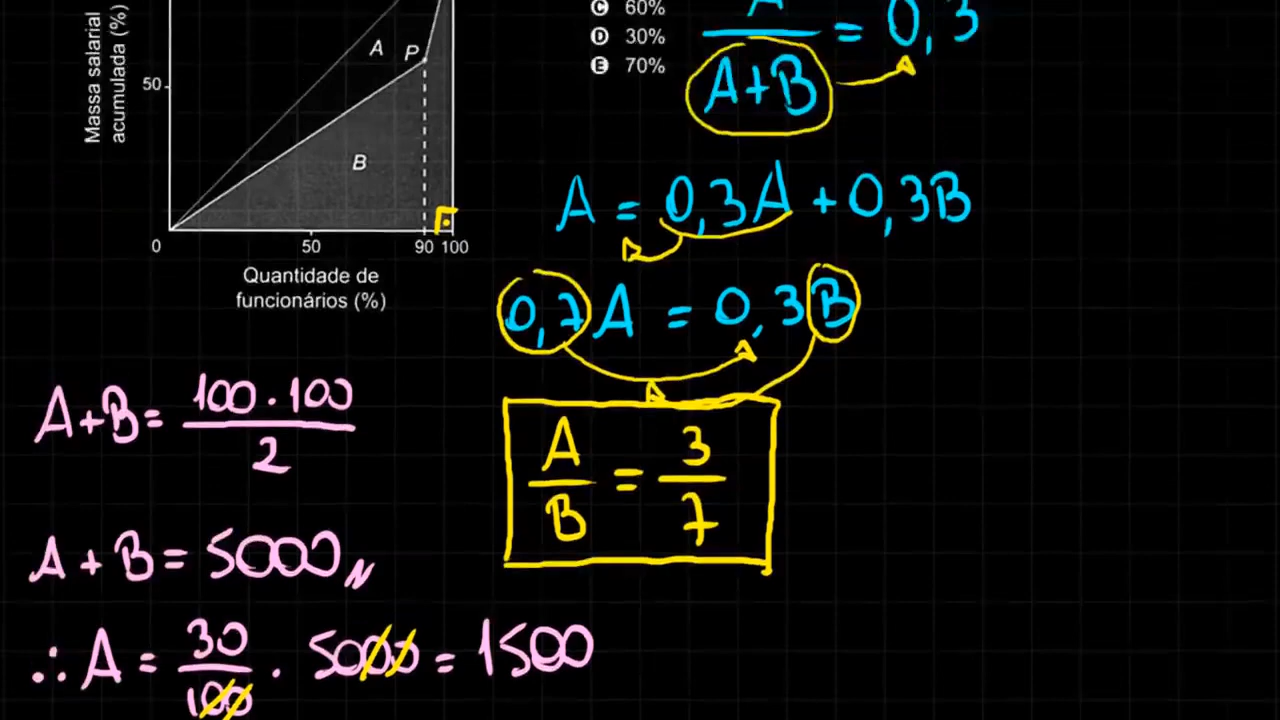 Massa salarial
acumulada (%)
A
P
50
B
0
50
90
100
Quantidade de
funcionários (%)
C 60%
D 30%
E 70%
A/A+B = 0,3
A = 0,3A + 0,3B
0,7A = 0,3B
A/B = 3/7
A+B = 100 . 100/2
A + B = 5000
∴ A = 30/100 . 5000 = 1500